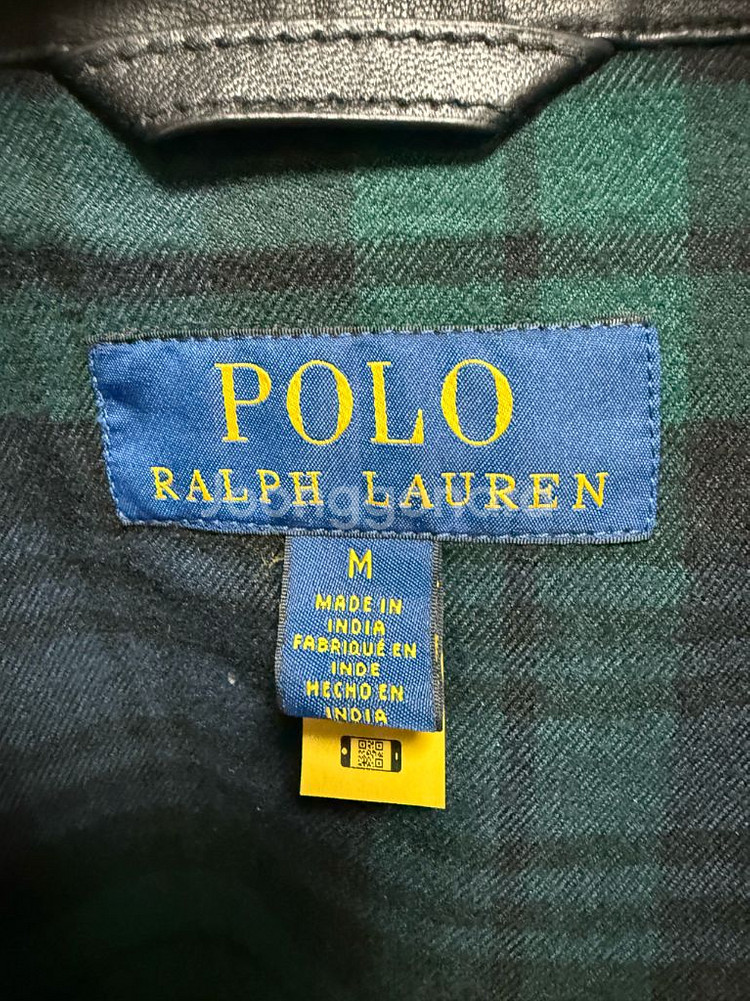 POLO
RALPH LAUREN
M
MADE IN
INDIA
FABRIQUÉ EN
INDE
HECHO EN
INDIA